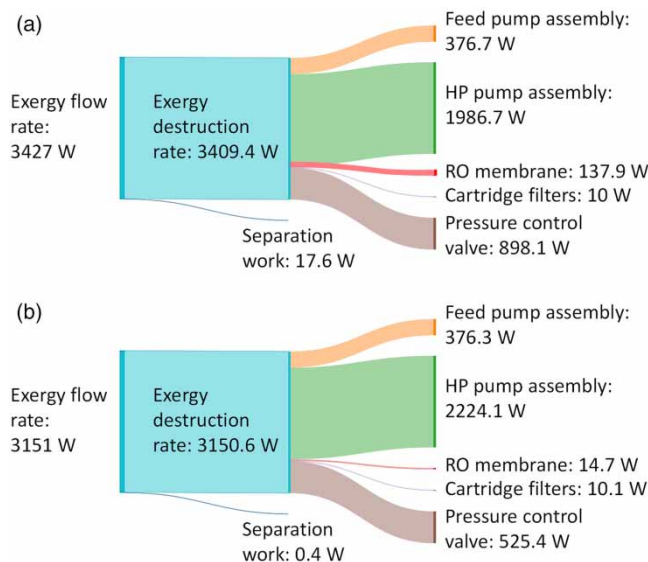 (a)
Exergy flow
rate:
3427 W
Exergy
destruction
rate: 3409.4 W
Separation
work: 17.6 W
Feed pump assembly:
376.7 W
HP pump assembly:
1986.7 W
RO membrane: 137.9 W
Cartridge filters: 10 W
Pressure control
valve: 898.1 W
(b)
Exergy flow
rate:
3151 W
Exergy
destruction
rate: 3150.6 W
Separation
work: 0.4 W
Feed pump assembly:
376.3 W
HP pump assembly:
2224.1 W
RO membrane: 14.7 W
Cartridge filters: 10.1 W
Pressure control
valve: 525.4 W